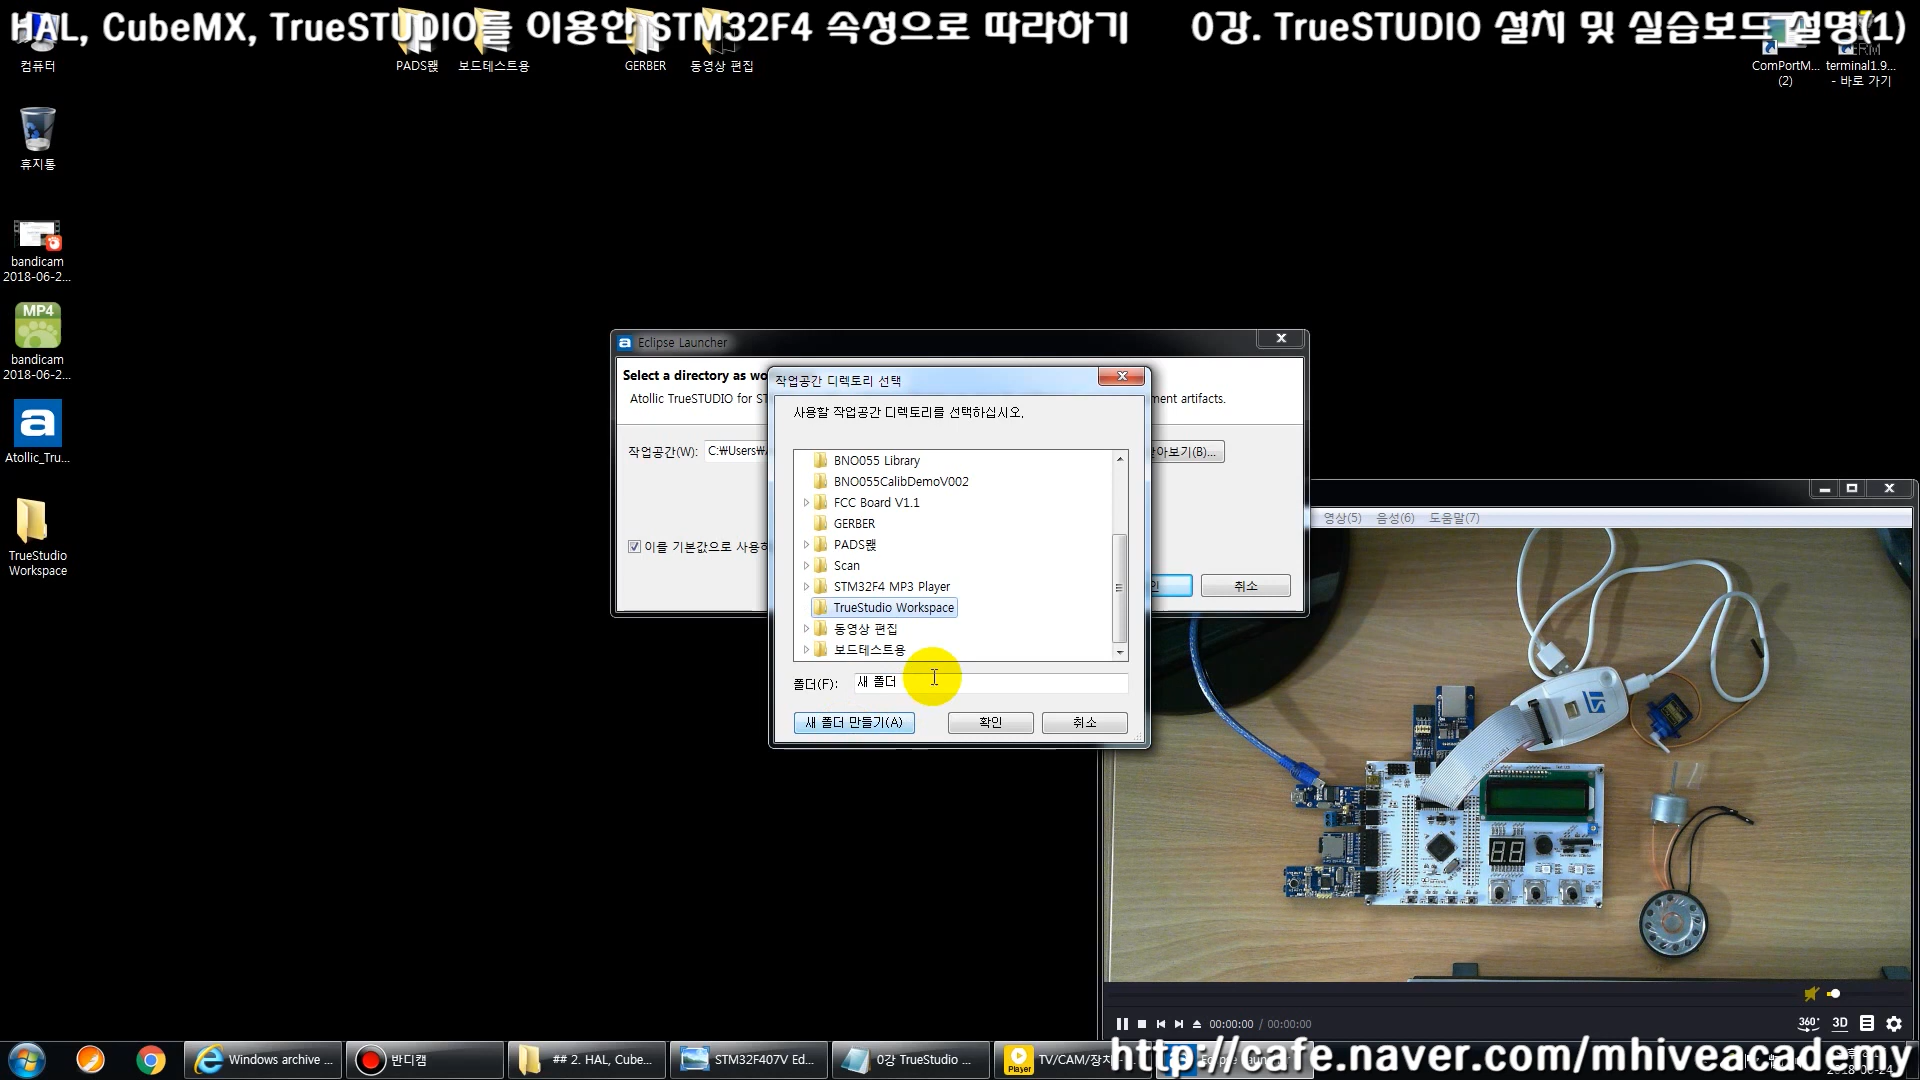 HAL, CubeMX, TrueSTUDIO를 이용한 STM32F4 속성으로 따라하기
0강. TrueSTUDIO 설치 및 실습보드 설명(1)
컴퓨터
PADS팸
보드테스트용
GERBER
동영상 편집
ComPortM...
(2)
terminal1.9...
- 바로 가기
휴지통
bandicam
2018-06-2...
MP4
bandicam
2018-06-2...
Atollic_Tru...
TrueStudio
Workspace
Eclipse Launcher
Select a directory as wo
Atollic TrueSTUDIO for ST
ment artifacts.
작업공간(W):
C:₩Users₩
찾아보기(B)...
이를 기본값으로 사용하
취소
작업공간 디렉토리 선택
사용할 작업공간 디렉토리를 선택하십시오.
BNO055 Library
BNO055CalibDemoV002
FCC Board V1.1
GERBER
PADS팸
Scan
STM32F4 MP3 Player
TrueStudio Workspace
동영상 편집
보드테스트용
폴더(F):
새 폴더
새 폴더 만들기(A)
확인
취소
영상(5)
음성(6)
도움말(7)
00:00:00 / 00:00:00
360°
3D
Windows archive ...
반디캠
## 2. HAL, Cube...
STM32F407V Ed...
0강 TrueStudio ...
Player
TV/CAM/장치
http://cafe.naver.com/mhiveacademy